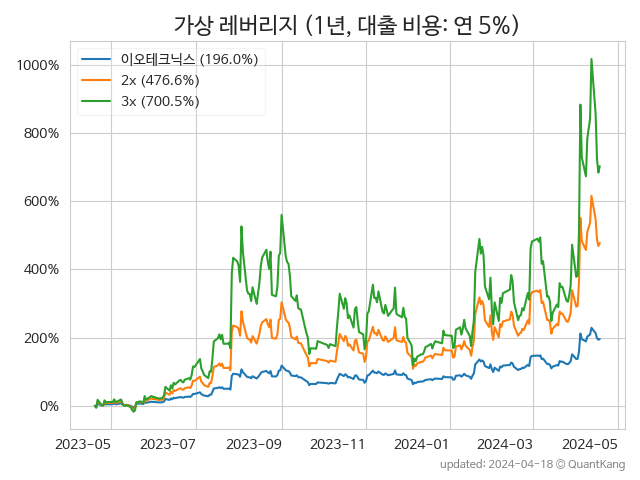 가상 레버리지 (1년, 대출 비용: 연 5%)
이오테크닉스 (196.0%)
2x (476.6%)
3x (700.5%)
1000%
800%
600%
400%
200%
0%
2023-05 2023-07 2023-09 2023-11 2024-01 2024-03 2024-05
updated: 2024-04-18 © QuantKang